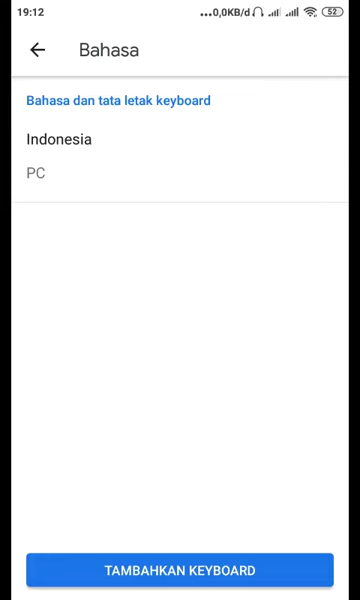 19:12 ...0,0KB/d 52
Bahasa
Bahasa dan tata letak keyboard
Indonesia
PC
TAMBAHKAN KEYBOARD